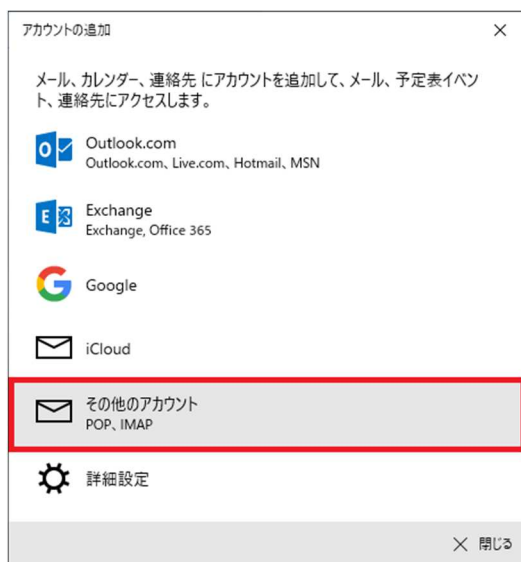 アカウントの追加
メール、カレンダー、連絡先 にアカウントを追加して、メール、予定表イベン
ト、連絡先にアクセスします。
Outlook.com
Outlook.com、Live.com、Hotmail、MSN
Exchange
Exchange, Office 365
Google
iCloud
その他のアカウント
POP、IMAP
詳細設定
閉じる